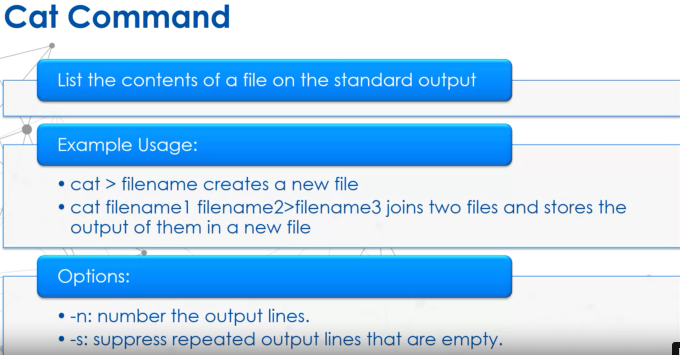 Cat Command
List the contents of a file on the standard output
Example Usage:
• cat > filename creates a new file
• cat filename1 filename2>filename3 joins two files and stores the
output of them in a new file
Options:
• -n: number the output lines.
• -s: suppress repeated output lines that are empty.